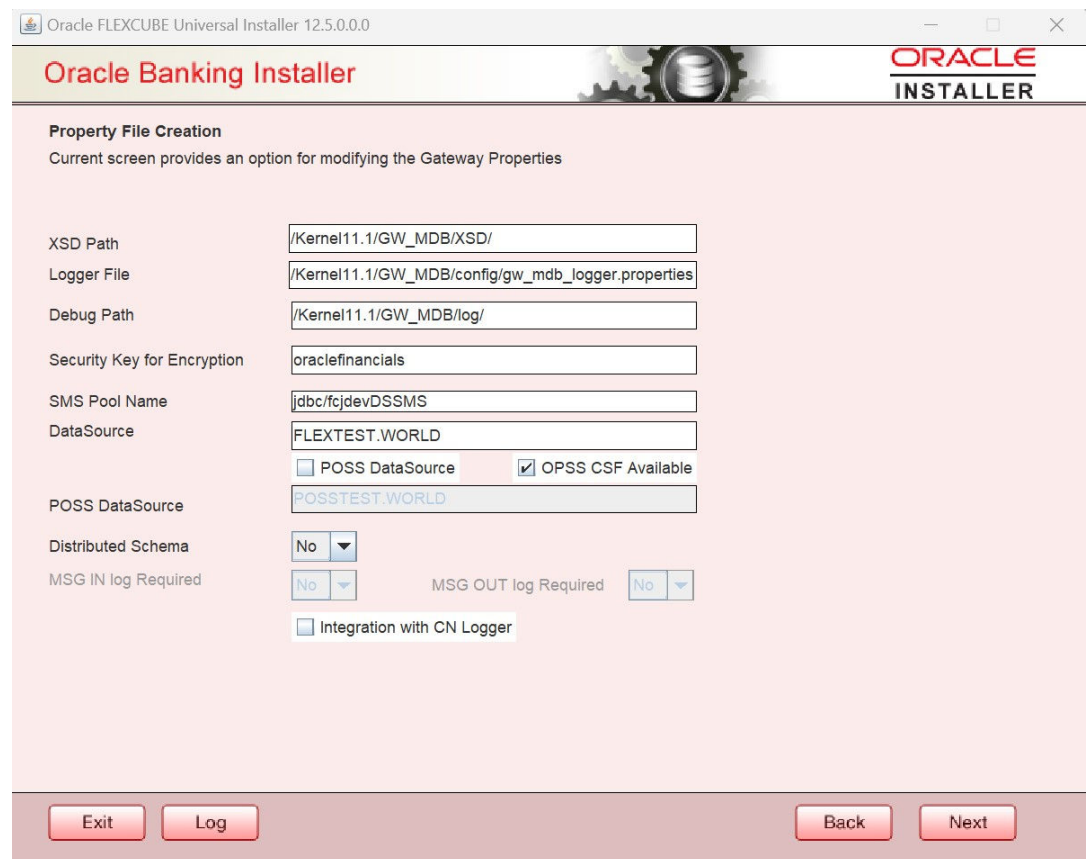 Oracle FLEXCUBE Universal Installer 12.5.0.0.0
Oracle Banking Installer
ORACLE
INSTALLER
Property File Creation
Current screen provides an option for modifying the Gateway Properties
XSD Path /Kernel11.1/GW_MDB/XSD/
Logger File /Kernel11.1/GW_MDB/config/gw_mdb_logger.properties
Debug Path /Kernel11.1/GW_MDB/log/
Security Key for Encryption oraclefinancials
SMS Pool Name jdbc/fcjdevDSSMS
DataSource FLEXTEST.WORLD
POSS DataSource OPSS CSF Available
POSS DataSource POSSTEST.WORLD
Distributed Schema No
MSG IN log Required No MSG OUT log Required No
Integration with CN Logger
Exit Log Back Next